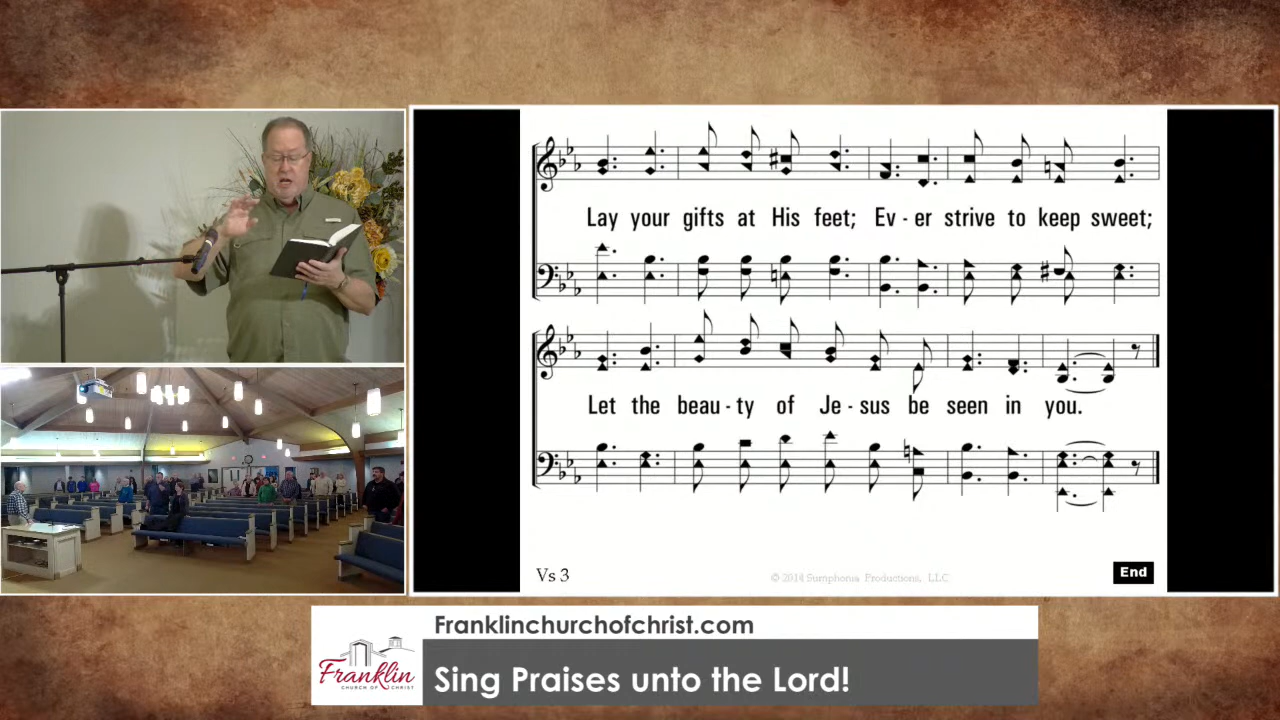 Lay your gifts at His feet; Ev - er strive to keep sweet;
Let the beau - ty of Je - sus be seen in you.
Vs 3
© 2018 Sumphonia Productions, LLC
End
Franklinchurchofchrist.com
Franklin
CHURCH OF CHRIST
Sing Praises unto the Lord!